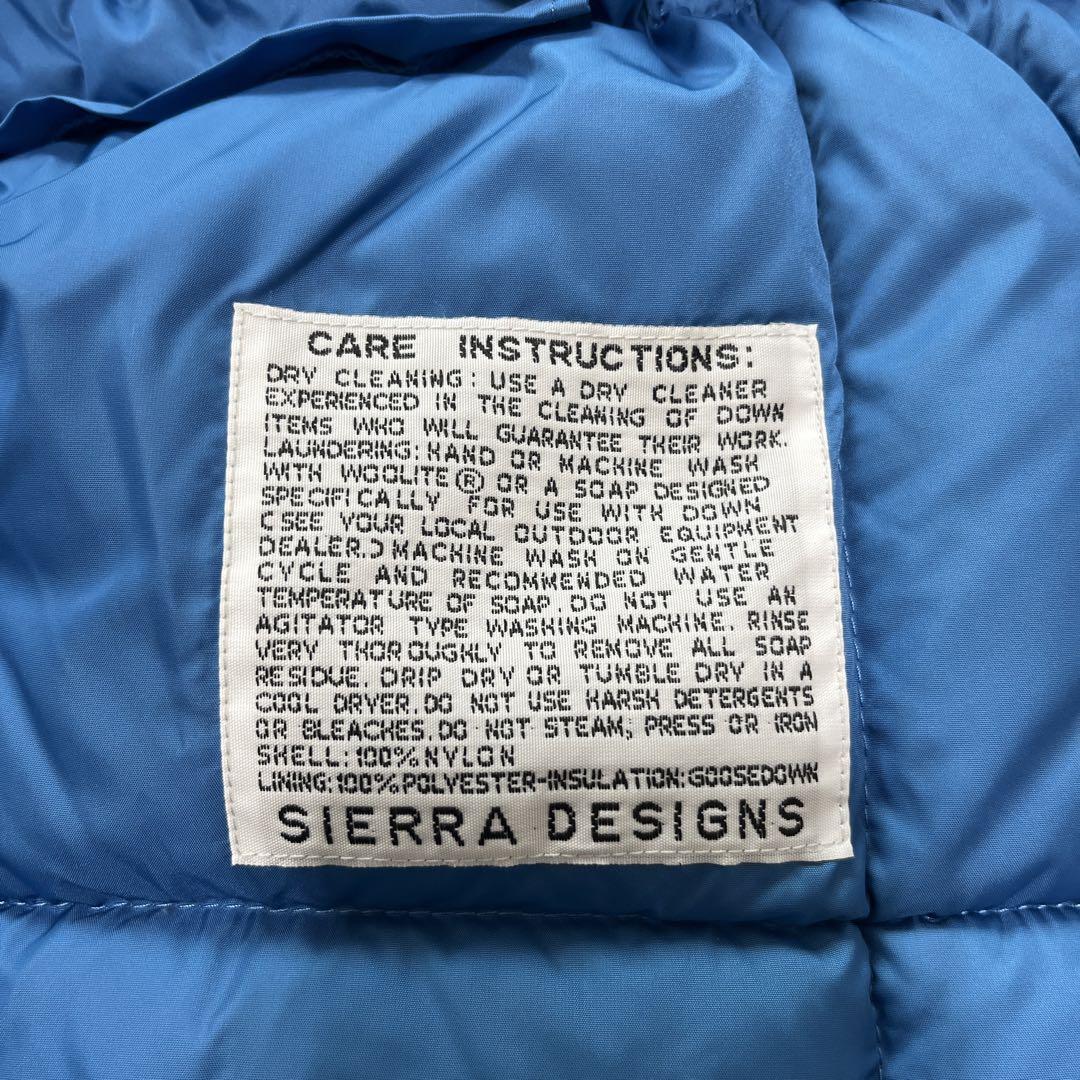 CARE INSTRUCTIONS:
DRY CLEANING: USE A DRY CLEANER
EXPERIENCED IN THE CLEANING OF DOWN
ITEMS WHO WILL GUARANTEE THEIR WORK.
LAUNDERING: HAND OR MACHINE WASH
WITH WOOLITE® OR A SOAP DESIGNED
SPECIFICALLY FOR USE WITH DOWN
(SEE YOUR LOCAL OUTDOOR EQUIPMENT
DEALER.) MACHINE WASH ON GENTLE
CYCLE AND RECOMMENDED WATER
TEMPERATURE OF SOAP. DO NOT USE AN
AGITATOR TYPE WASHING MACHINE. RINSE
VERY THOROUGHLY TO REMOVE ALL SOAP
RESIDUE. DRIP DRY OR TUMBLE DRY IN A
COOL DRYER. DO NOT USE HARSH DETERGENTS
OR BLEACHES. DO NOT STEAM; PRESS OR IRON
SHELL: 100% NYLON
LINING: 100% POLYESTER-INSULATION: GOOSEDOWN
SIERRA DESIGNS